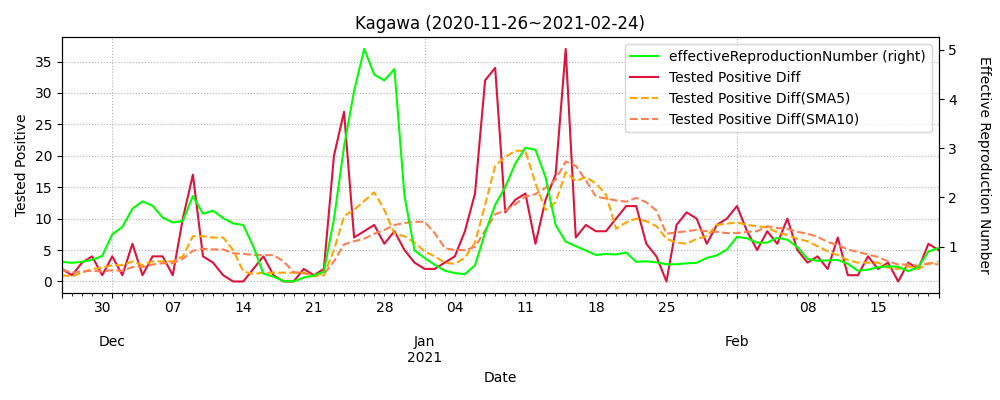 Kagawa (2020-11-26~2021-02-24)
effectiveReproductionNumber (right)
Tested Positive Diff
Tested Positive Diff(SMA5)
Tested Positive Diff(SMA10)
Tested Positive
35
30
25
20
15
10
5
0
5
4
3
2
1
Effective Reproduction Number
30 07 14 21 28 04 11 18 25 08 15
Dec Jan Feb
2021
Date